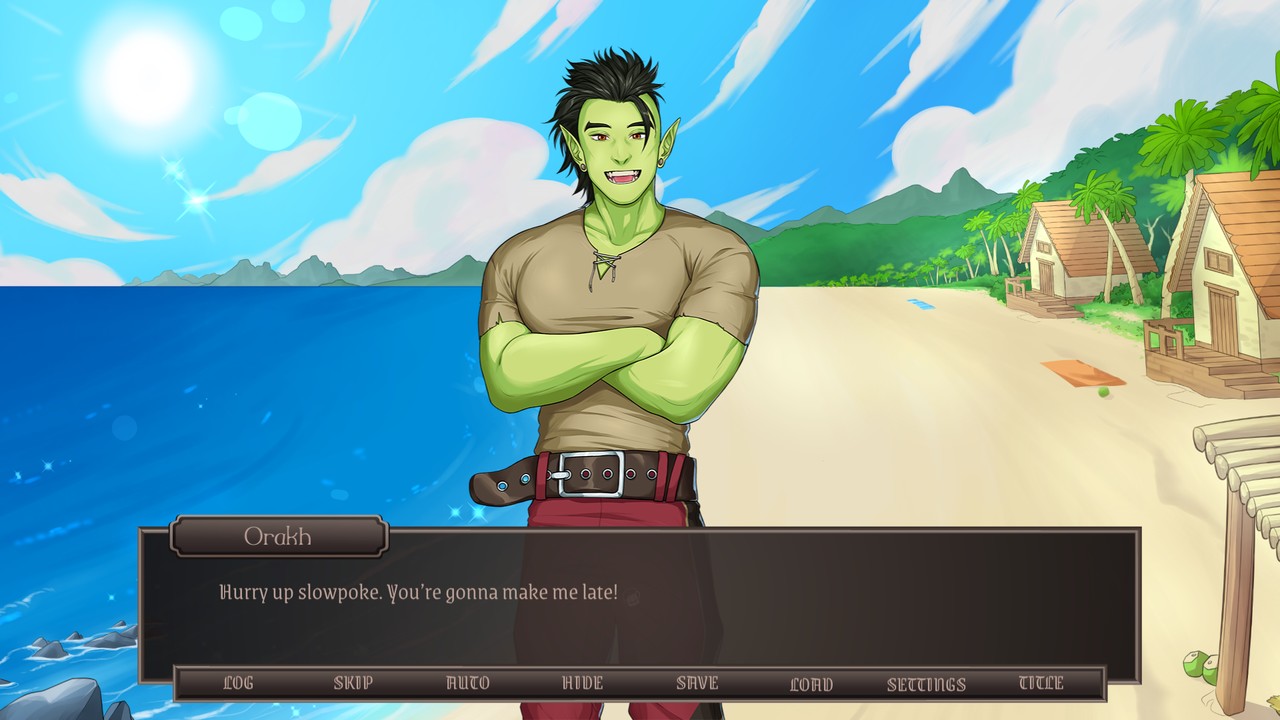 Orakh
Hurry up slowpoke. You're gonna make me late!
LOG SKIP AUTO HIDE SAVE LOAD SETTINGS TITLE